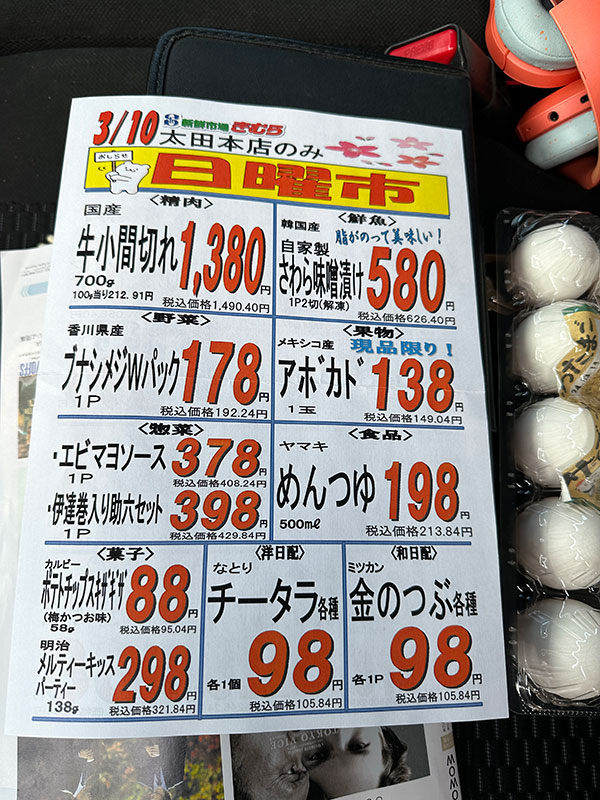 3/10 新鮮市場きむら
太田本店のみ
おしらせ
日曜市
<精肉>
国産
牛小間切れ 1,380円
700g
100g当り212.91円
税込価格1,490.40円
<鮮魚>
韓国産 脂がのって美味しい!
自家製
さわら味噌漬け 580円
1P2切(解凍)
税込価格626.40円
<野菜>
香川県産
ブナシメジWパック 178円
1P
税込価格192.24円
<果物>
メキシコ産 現品限り!
アボカド 138円
1玉
税込価格149.04円
<惣菜>
・エビマヨソース 378円
1P
税込価格408.24円
・伊達巻入り助六セット 398円
1P
税込価格429.84円
<食品>
ヤマキ
めんつゆ 198円
500ml
税込価格213.84円
<菓子>
カルビー
ポテトチップスギザギザ 88円
(梅かつお味)
58g
税込価格95.04円
明治
メルティーキッス
パーティー 298円
138g
税込価格321.84円
<洋日配>
なとり
チータラ各種
各1個 98円
税込価格105.84円
<和日配>
ミツカン
金のつぶ各種
各1P 98円
税込価格105.84円
TOKYO VICE
WOWO